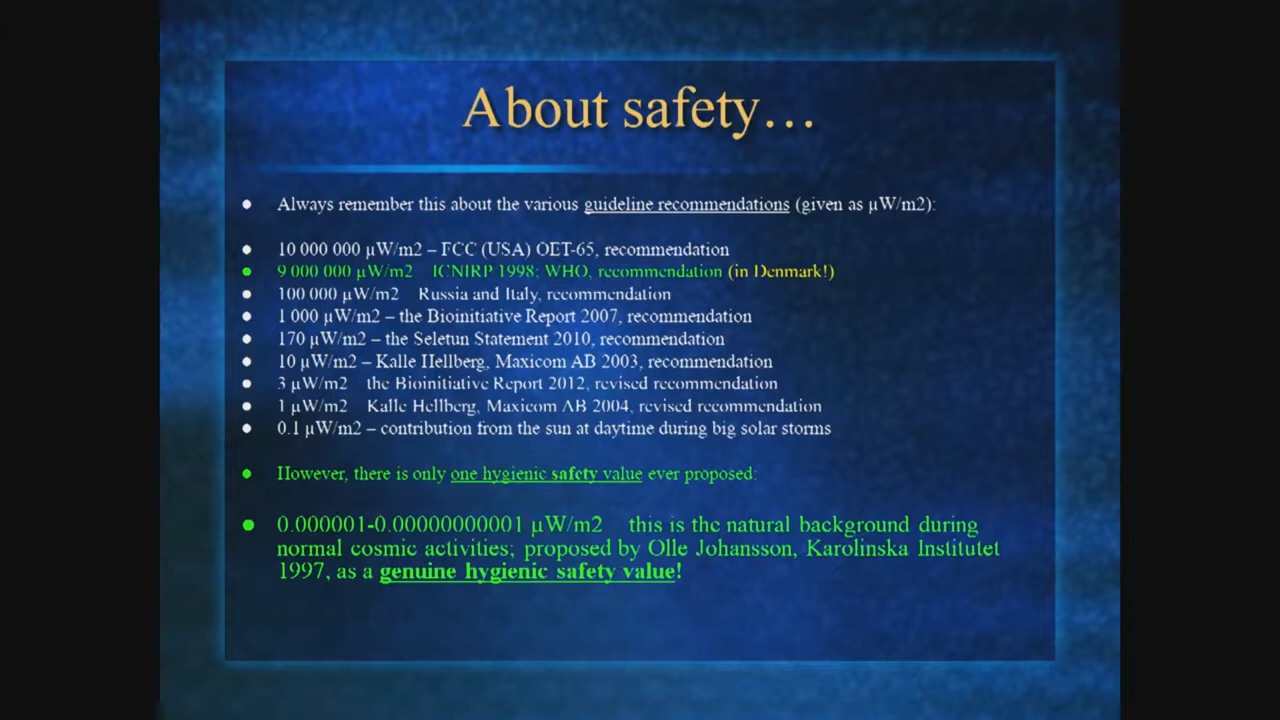 About safety…
Always remember this about the various guideline recommendations (given as µW/m2):
10 000 000 µW/m2 – FCC (USA) OET-65, recommendation
9 000 000 µW/m2 ICNIRP 1998; WHO, recommendation (in Denmark!)
100 000 µW/m2 Russia and Italy, recommendation
1 000 µW/m2 – the Bioinitiative Report 2007, recommendation
170 µW/m2 – the Seletun Statement 2010, recommendation
10 µW/m2 – Kalle Hellberg, Maxicom AB 2003, recommendation
3 µW/m2 the Bioinitiative Report 2012, revised recommendation
1 µW/m2 Kalle Hellberg, Maxicom AB 2004, revised recommendation
0.1 µW/m2 – contribution from the sun at daytime during big solar storms
However, there is only one hygienic safety value ever proposed:
0.000001-0.00000000001 µW/m2 this is the natural background during
normal cosmic activities; proposed by Olle Johansson, Karolinska Institutet
1997, as a genuine hygienic safety value!